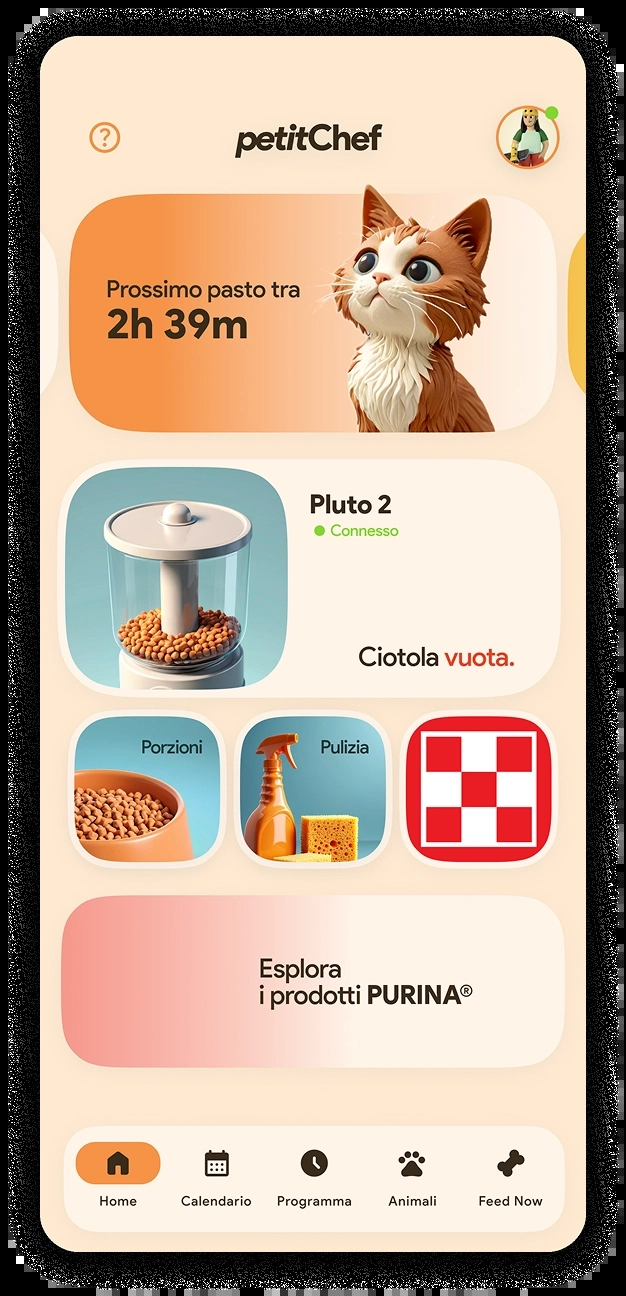 petitChef
Prossimo pasto tra
2h 39m
Pluto 2
Connesso
Ciotola vuota.
Porzioni
Pulizia
Esplora
i prodotti PURINA®
Home
Calendario
Programma
Animali
Feed Now